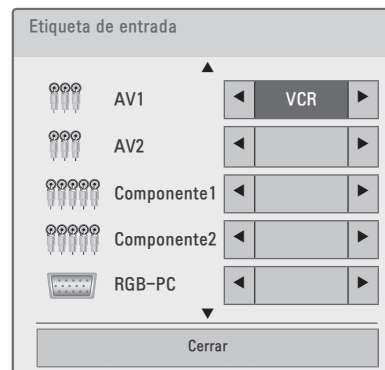 Etiqueta de entrada
AV1 VCR
AV2
Componente1
Componente2
RGB-PC
Cerrar